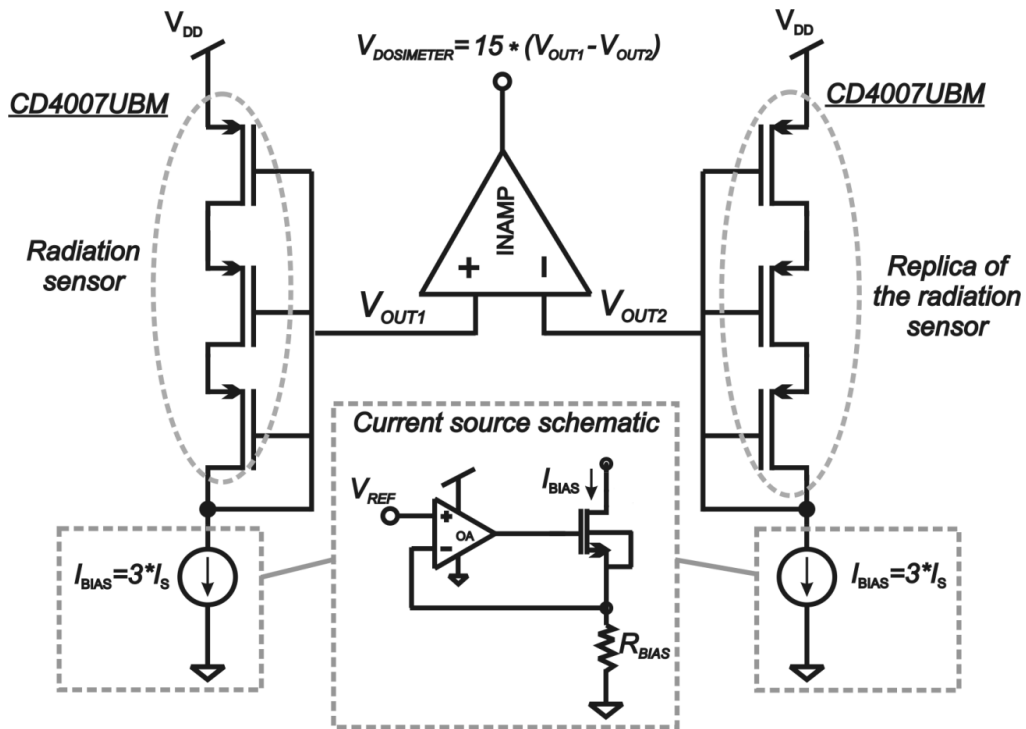 V_DD
V_DOSIMETER = 15 * (V_OUT1 - V_OUT2)
V_DD
CD4007UBM
CD4007UBM
INAMP
+
−
Radiation
sensor
Replica of
the radiation
sensor
V_OUT1
V_OUT2
Current source schematic
V_REF
+
−
OA
I_BIAS
I_BIAS=3*I_S
R_BIAS
I_BIAS=3*I_S